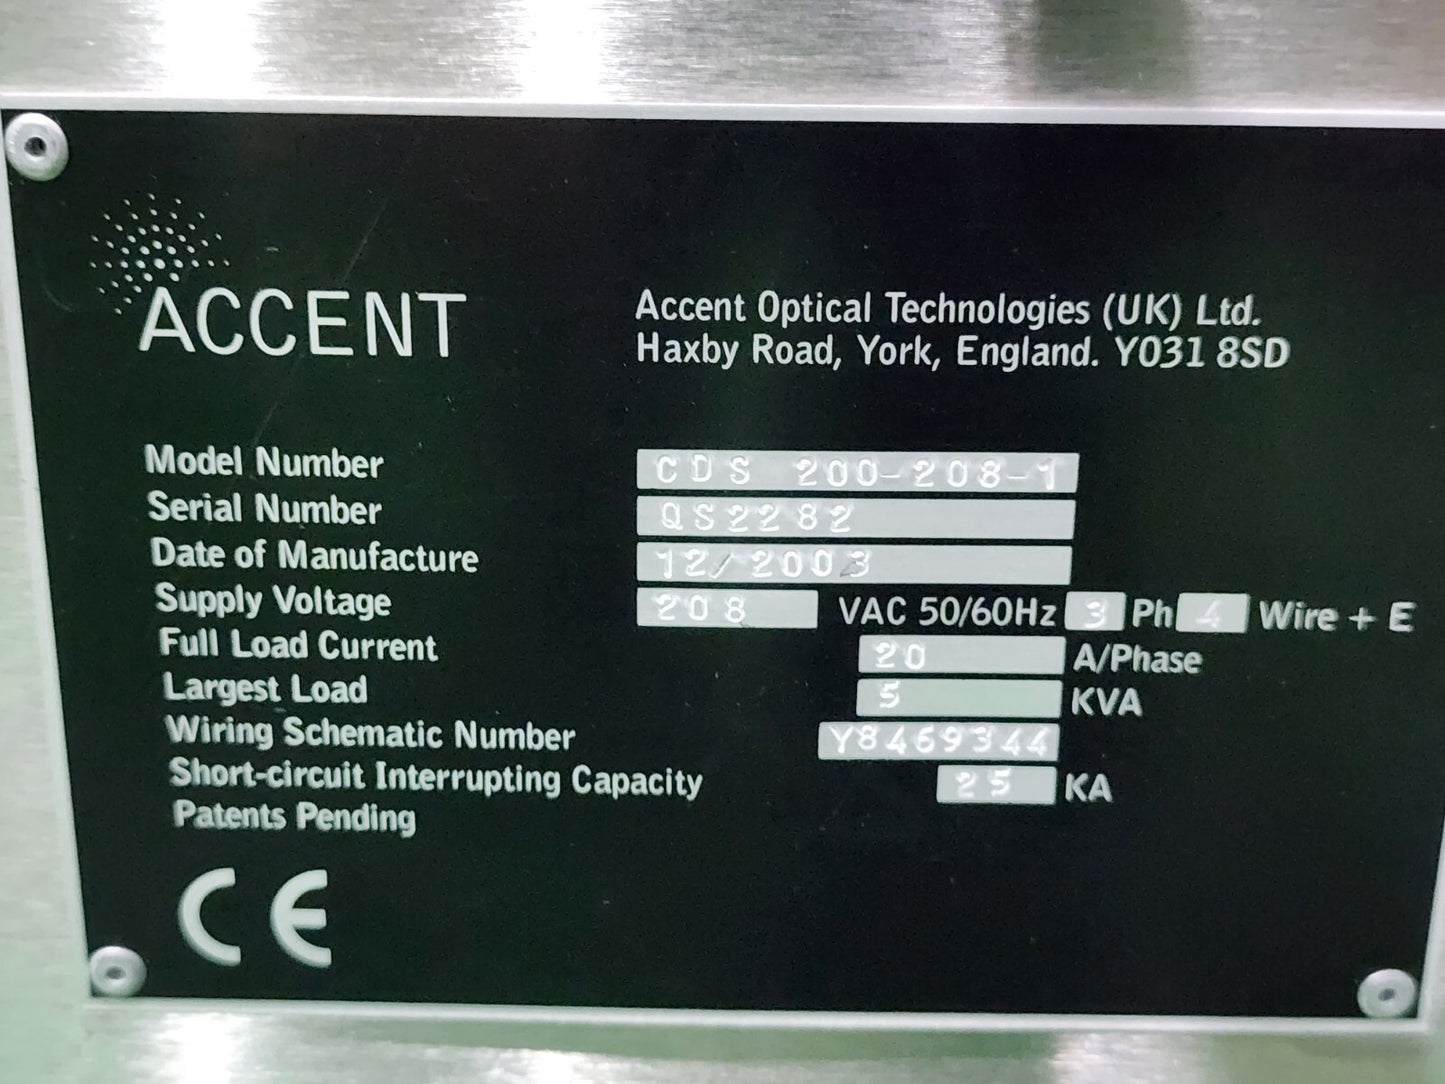 ACCENT
Accent Optical Technologies (UK) Ltd.
Haxby Road, York, England. YO31 8SD
Model Number CDS 200-208-1
Serial Number QS2282
Date of Manufacture 12/2003
Supply Voltage 208 VAC 50/60Hz 3 Ph 4 Wire + E
Full Load Current 20 A/Phase
Largest Load 5 KVA
Wiring Schematic Number Y8469344
Short-circuit Interrupting Capacity 25 KA
Patents Pending
CE